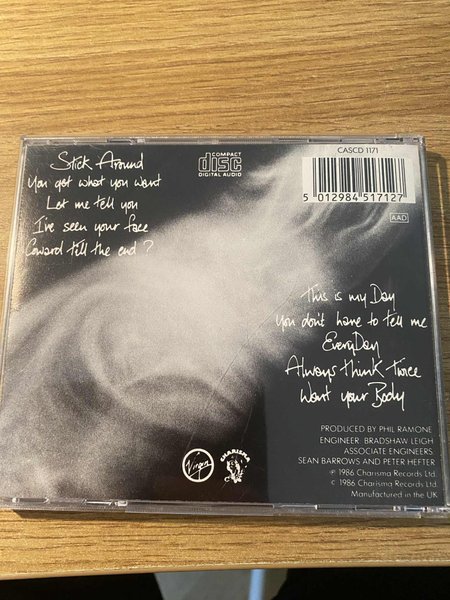 Stick Around
You got what you want
Let me tell you
I've seen your face
Coward till the end?
COMPACT
disc
DIGITAL AUDIO
CASCD 1171
5 012984 517127
AAD
This is my Day
You don't have to tell me
EveryDay
Always think twice
Want your Body
PRODUCED BY PHIL RAMONE
ENGINEER: BRADSHAW LEIGH
ASSOCIATE ENGINEERS:
SEAN BARROWS AND PETER HEFTER
℗ 1986 Charisma Records Ltd.
© 1986 Charisma Records Ltd.
Manufactured in the UK
Virgin
CHARISMA